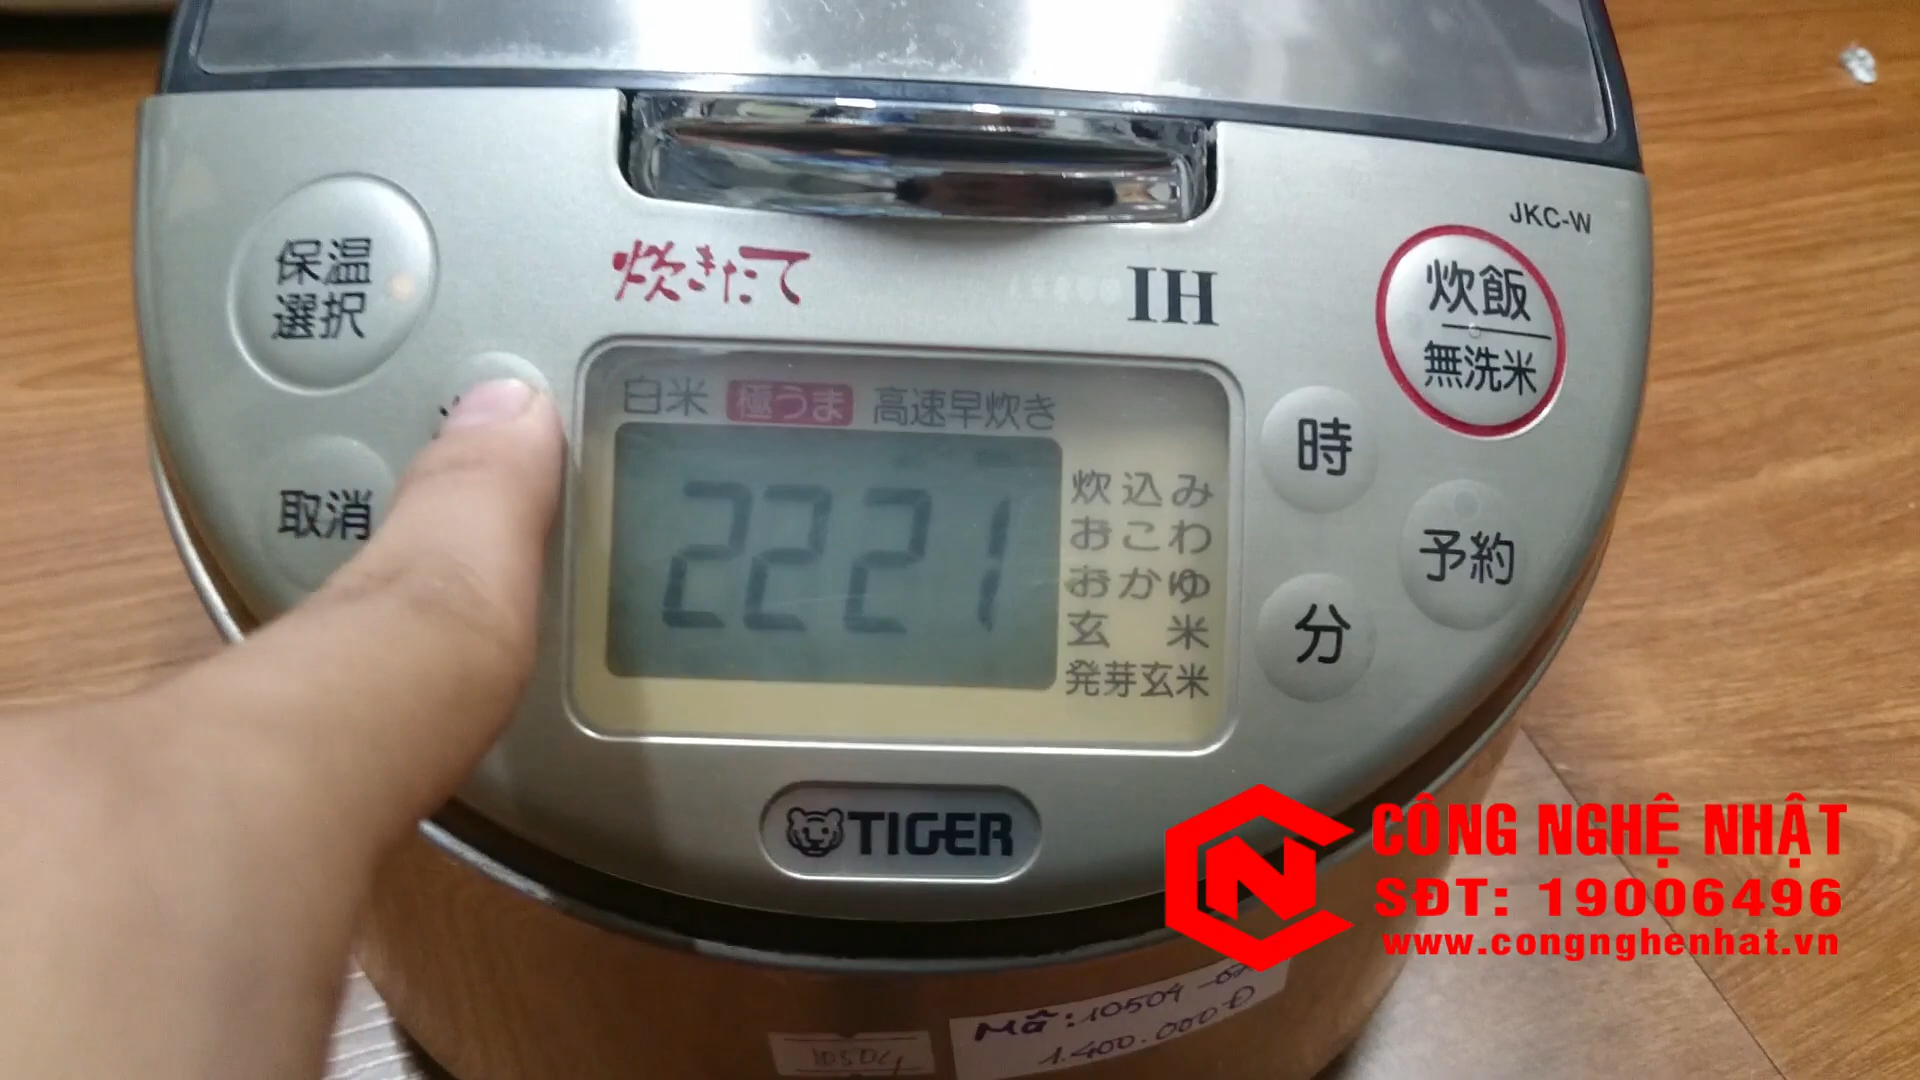 JKC-W
保温
選択
炊きたて
IH
炊飯
無洗米
白米 極うま 高速早炊き
2221
炊込み
おこわ
おかゆ
玄米
発芽玄米
取消
時
予約
分
TIGER
CÔNG NGHỆ NHẬT
SĐT: 19006496
www.congnghenhat.vn
Mã: 10504
1.400.000Đ
10504